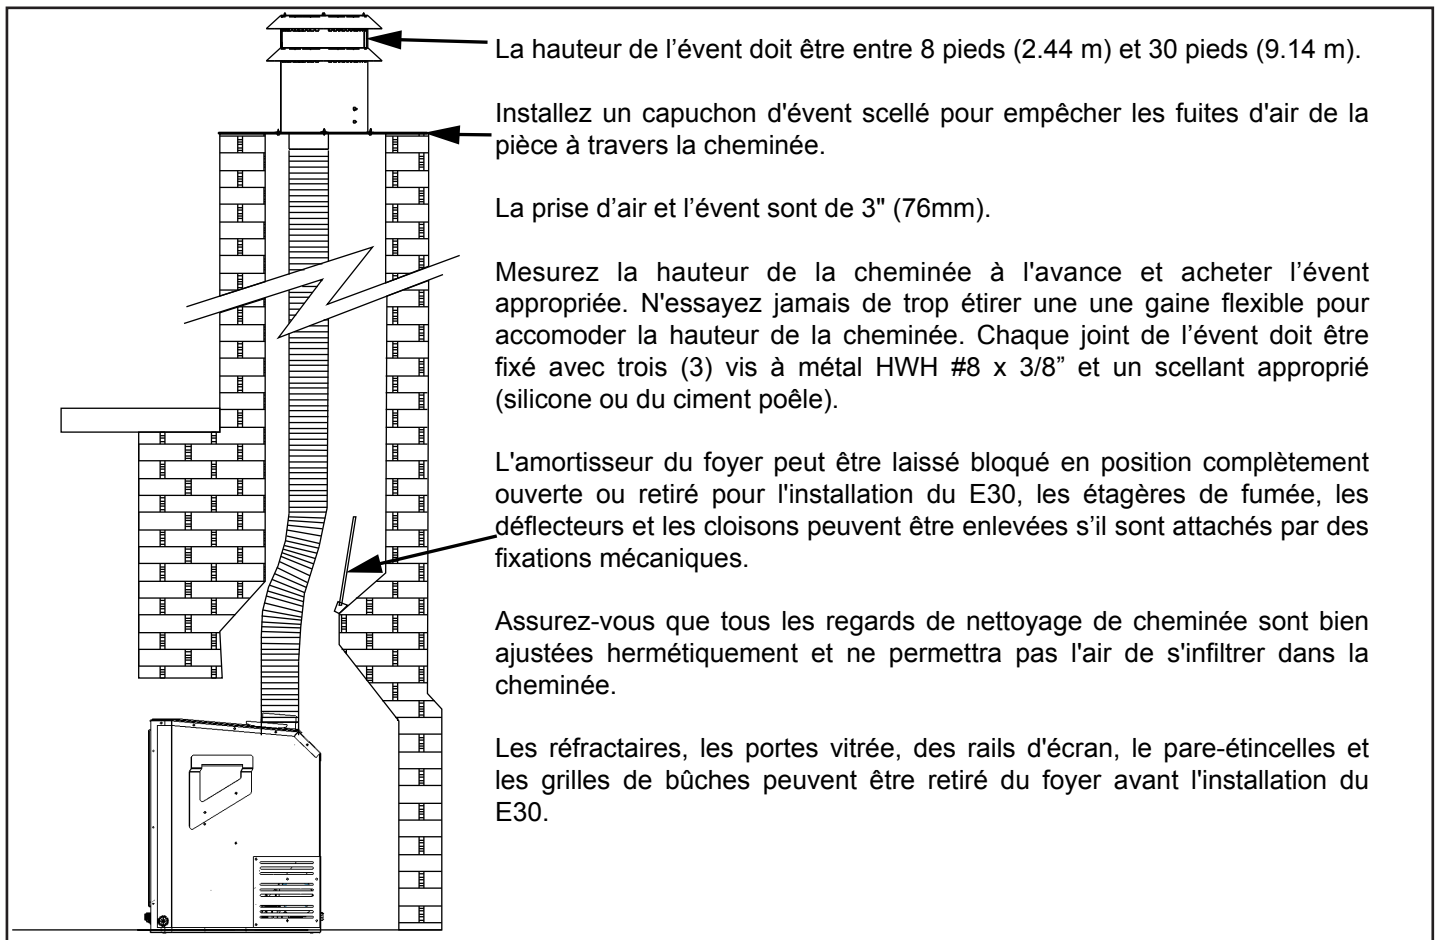 La hauteur de l’évent doit être entre 8 pieds (2.44 m) et 30 pieds (9.14 m).
Installez un capuchon d'évent scellé pour empêcher les fuites d'air de la
pièce à travers la cheminée.
La prise d’air et l’évent sont de 3" (76mm).
Mesurez la hauteur de la cheminée à l'avance et acheter l’évent
appropriée. N'essayez jamais de trop étirer une une gaine flexible pour
accomoder la hauteur de la cheminée. Chaque joint de l’évent doit être
fixé avec trois (3) vis à métal HWH #8 x 3/8” et un scellant approprié
(silicone ou du ciment poêle).
L'amortisseur du foyer peut être laissé bloqué en position complètement
ouverte ou retiré pour l'installation du E30, les étagères de fumée, les
déflecteurs et les cloisons peuvent être enlevées s’il sont attachés par des
fixations mécaniques.
Assurez-vous que tous les regards de nettoyage de cheminée sont bien
ajustées hermétiquement et ne permettra pas l'air de s'infiltrer dans la
cheminée.
Les réfractaires, les portes vitrée, des rails d'écran, le pare-étincelles et
les grilles de bûches peuvent être retiré du foyer avant l'installation du
E30.